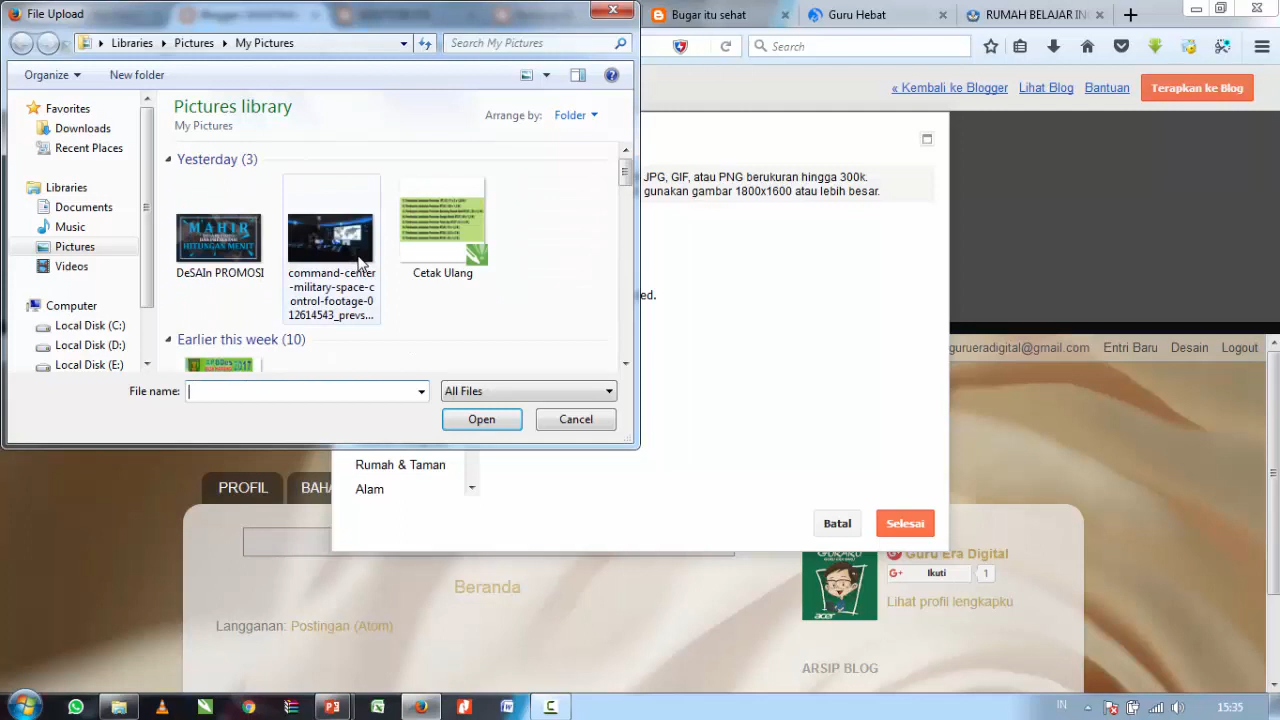 File Upload
Bugar itu sehat
Guru Hebat
RUMAH BELAJAR IN
Libraries
Pictures
My Pictures
Search My Pictures
Search
Organize
New folder
« Kembali ke Blogger
Lihat Blog
Bantuan
Terapkan ke Blog
Favorites
Downloads
Recent Places
Libraries
Documents
Music
Pictures
Videos
Computer
Local Disk (C:)
Local Disk (D:)
Local Disk (E:)
Pictures library
My Pictures
Arrange by:
Folder
Yesterday (3)
MAHIR
HITUNGAN MENIT
DeSAIn PROMOSI
command-center
-military-space-c
ontrol-footage-0
12614543_prevs...
Cetak Ulang
Earlier this week (10)
File name:
All Files
Open
Cancel
JPG, GIF, atau PNG berukuran hingga 300k.
gunakan gambar 1800x1600 atau lebih besar.
ed.
gurueradigital@gmail.com
Entri Baru
Desain
Logout
Rumah & Taman
Alam
Batal
Selesai
PROFIL
BAHA
Beranda
Langganan: Postingan (Atom)
Guru Era Digital
G+ Ikuti
1
Lihat profil lengkapku
acer
ARSIP BLOG
IN
15:35